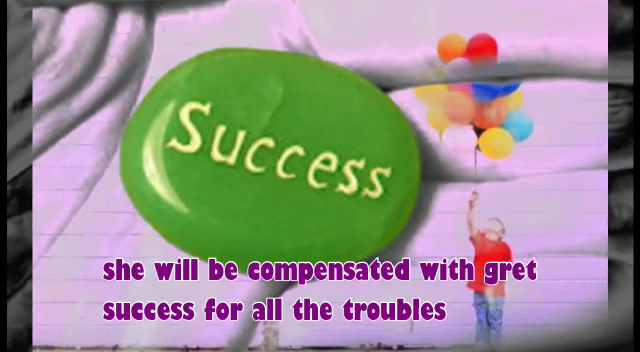 Success
she will be compensated with gret
success for all the troubles